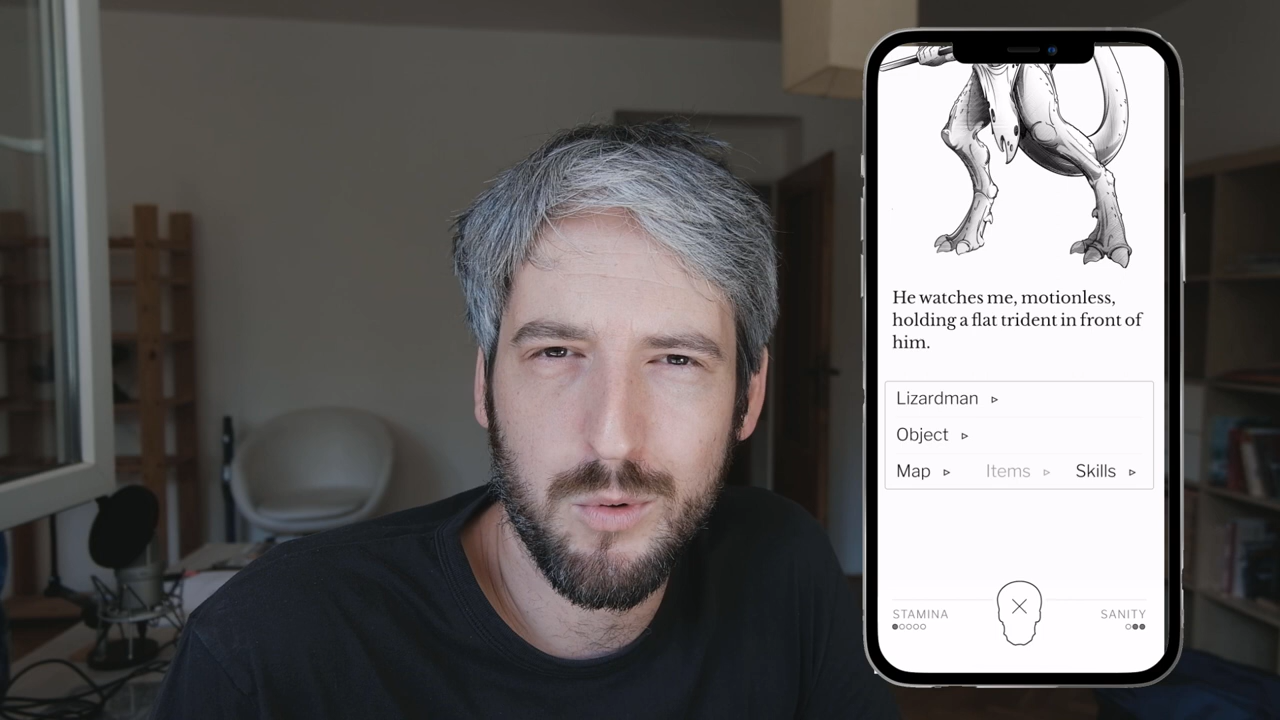 He watches me, motionless,
holding a flat trident in front of
him.
Lizardman
Object
Map Items Skills
STAMINA SANITY